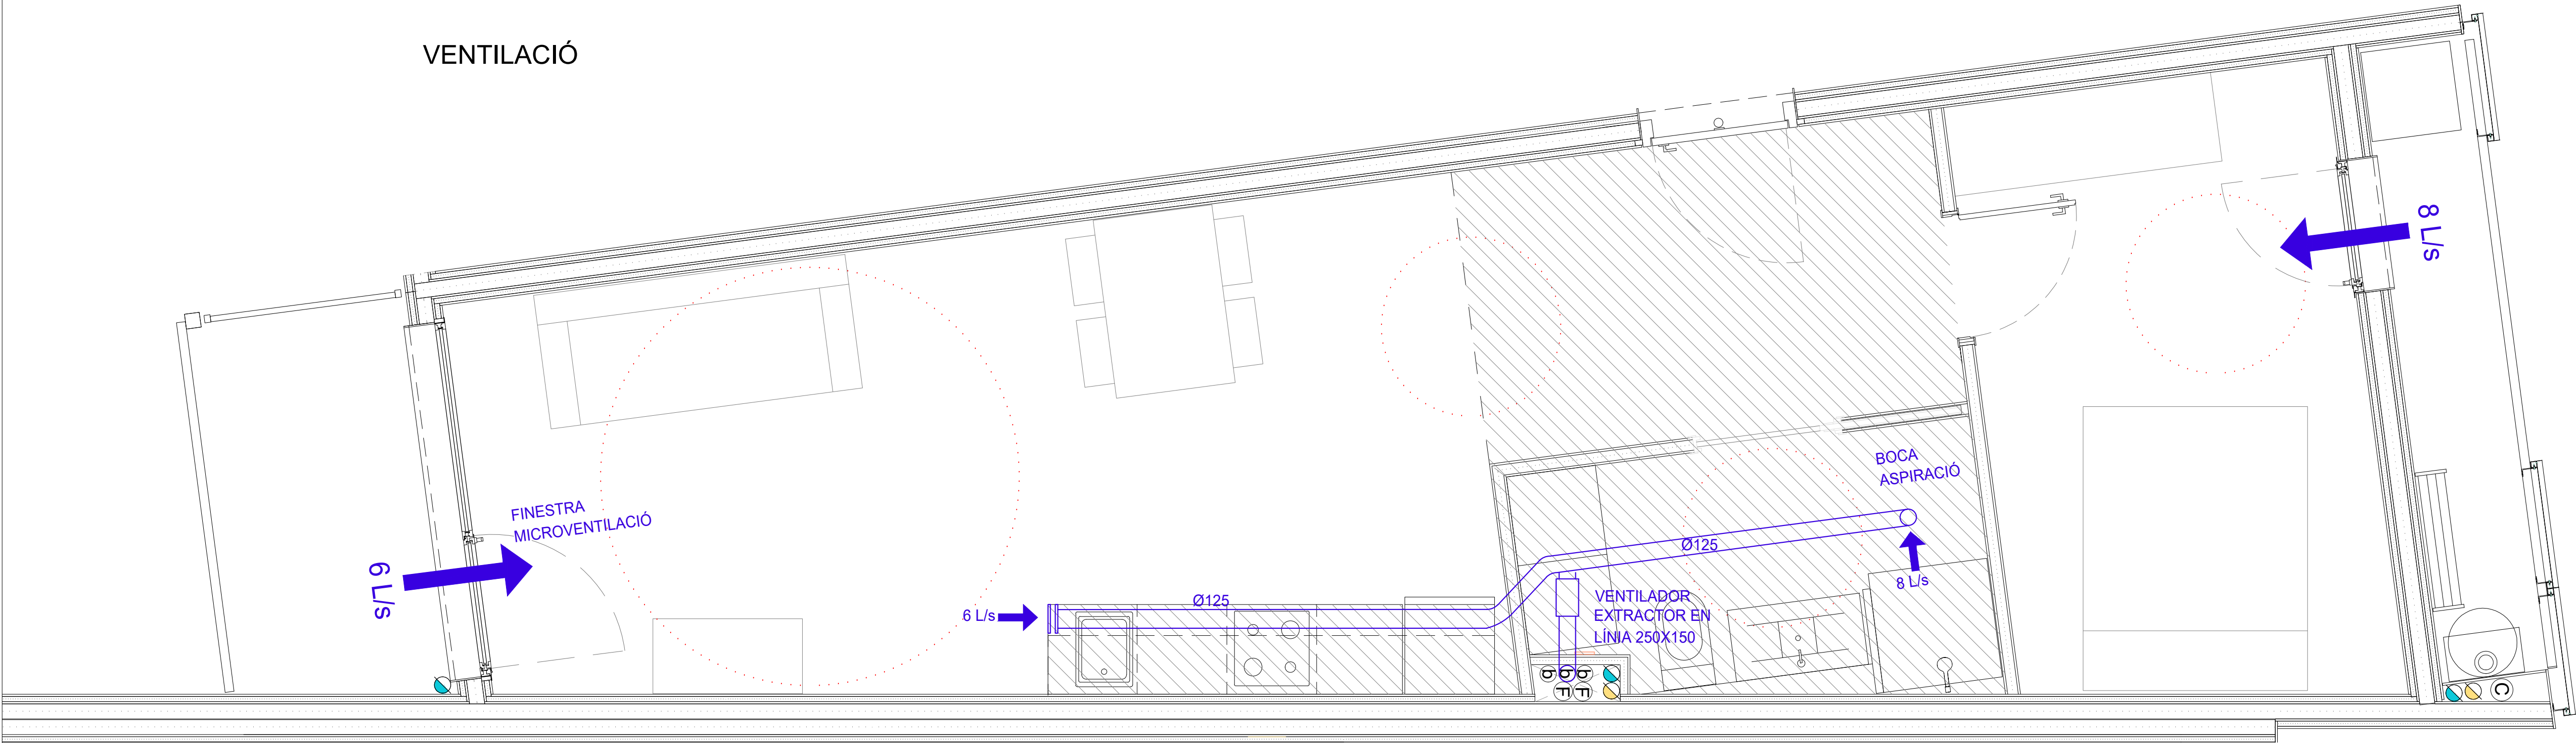 VENTILACIÓ
8 L/s
BOCA
ASPIRACIÓ
FINESTRA
MICROVENTILACIÓ
6 L/s
Ø125
8 L/s
6 L/s
Ø125
VENTILADOR
EXTRACTOR EN
LÍNIA 250X150
b b b
F F
C